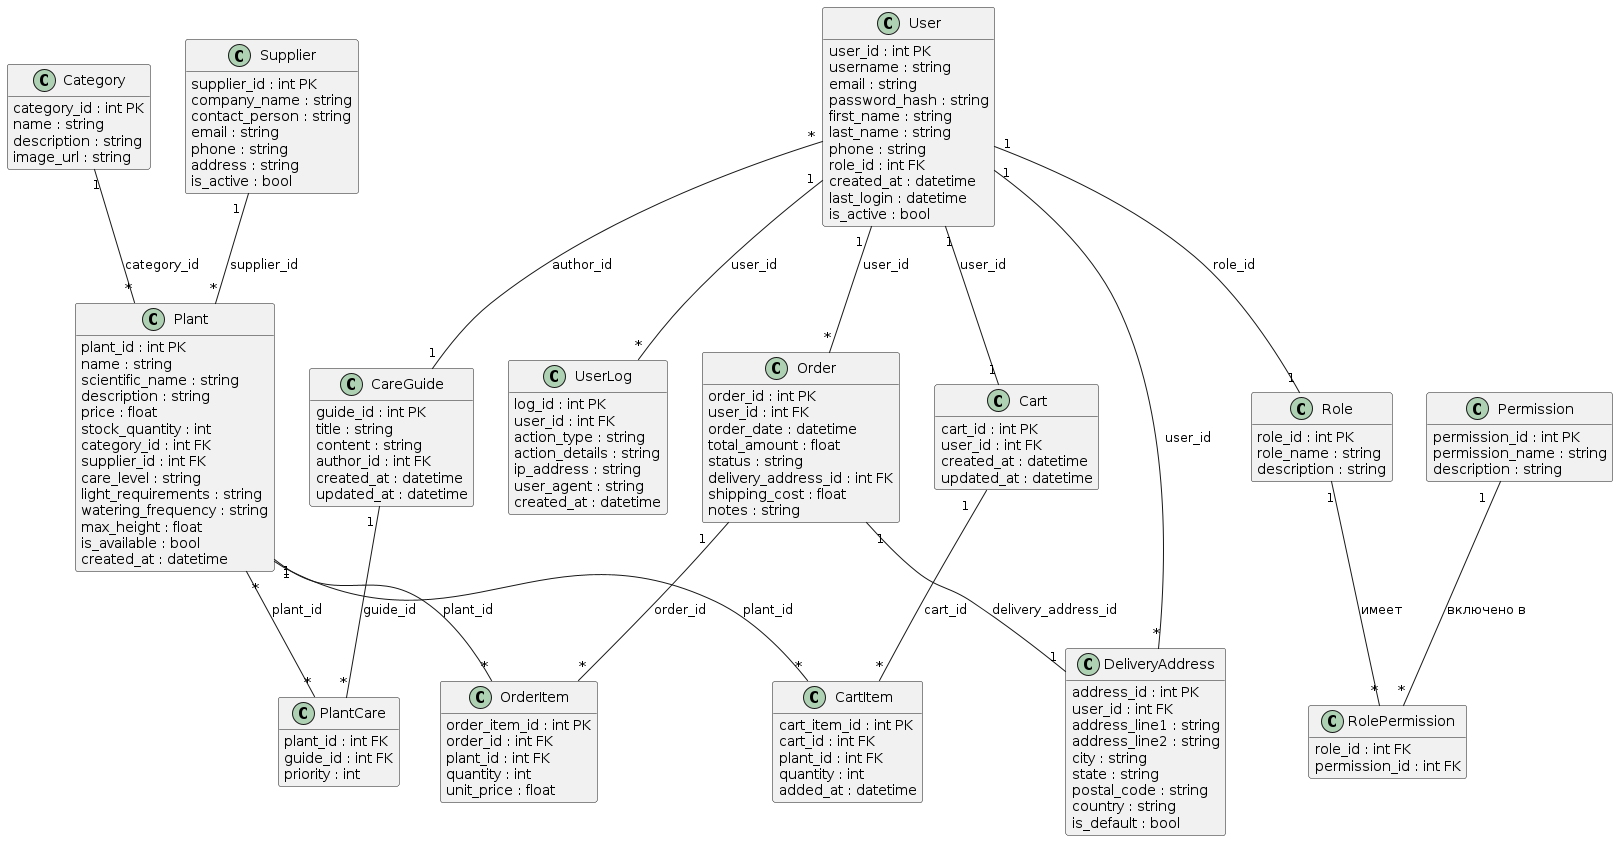 C User
user_id : int PK
username : string
email : string
password_hash : string
first_name : string
last_name : string
phone : string
role_id : int FK
created_at : datetime
last_login : datetime
is_active : bool
C Supplier
supplier_id : int PK
company_name : string
contact_person : string
email : string
phone : string
address : string
is_active : bool
C Category
category_id : int PK
name : string
description : string
image_url : string
1
1
*
1
1
1
1
1
category_id
supplier_id
author_id
user_id
user_id
user_id
role_id
*
*
1
*
*
1
1
C Plant
plant_id : int PK
name : string
scientific_name : string
description : string
price : float
stock_quantity : int
category_id : int FK
supplier_id : int FK
care_level : string
light_requirements : string
watering_frequency : string
max_height : float
is_available : bool
created_at : datetime
C CareGuide
guide_id : int PK
title : string
content : string
author_id : int FK
created_at : datetime
updated_at : datetime
C UserLog
log_id : int PK
user_id : int FK
action_type : string
action_details : string
ip_address : string
user_agent : string
created_at : datetime
C Order
order_id : int PK
user_id : int FK
order_date : datetime
total_amount : float
status : string
delivery_address_id : int FK
shipping_cost : float
notes : string
C Cart
cart_id : int PK
user_id : int FK
created_at : datetime
updated_at : datetime
user_id
C Role
role_id : int PK
role_name : string
description : string
C Permission
permission_id : int PK
permission_name : string
description : string
*
1
1
1
1
1
1
1
1
plant_id
guide_id
plant_id
order_id
plant_id
cart_id
delivery_address_id
имеет
включено в
*
*
*
*
*
*
1
*
*
*
C PlantCare
plant_id : int FK
guide_id : int FK
priority : int
C OrderItem
order_item_id : int PK
order_id : int FK
plant_id : int FK
quantity : int
unit_price : float
C CartItem
cart_item_id : int PK
cart_id : int FK
plant_id : int FK
quantity : int
added_at : datetime
C DeliveryAddress
address_id : int PK
user_id : int FK
address_line1 : string
address_line2 : string
city : string
state : string
postal_code : string
country : string
is_default : bool
C RolePermission
role_id : int FK
permission_id : int FK